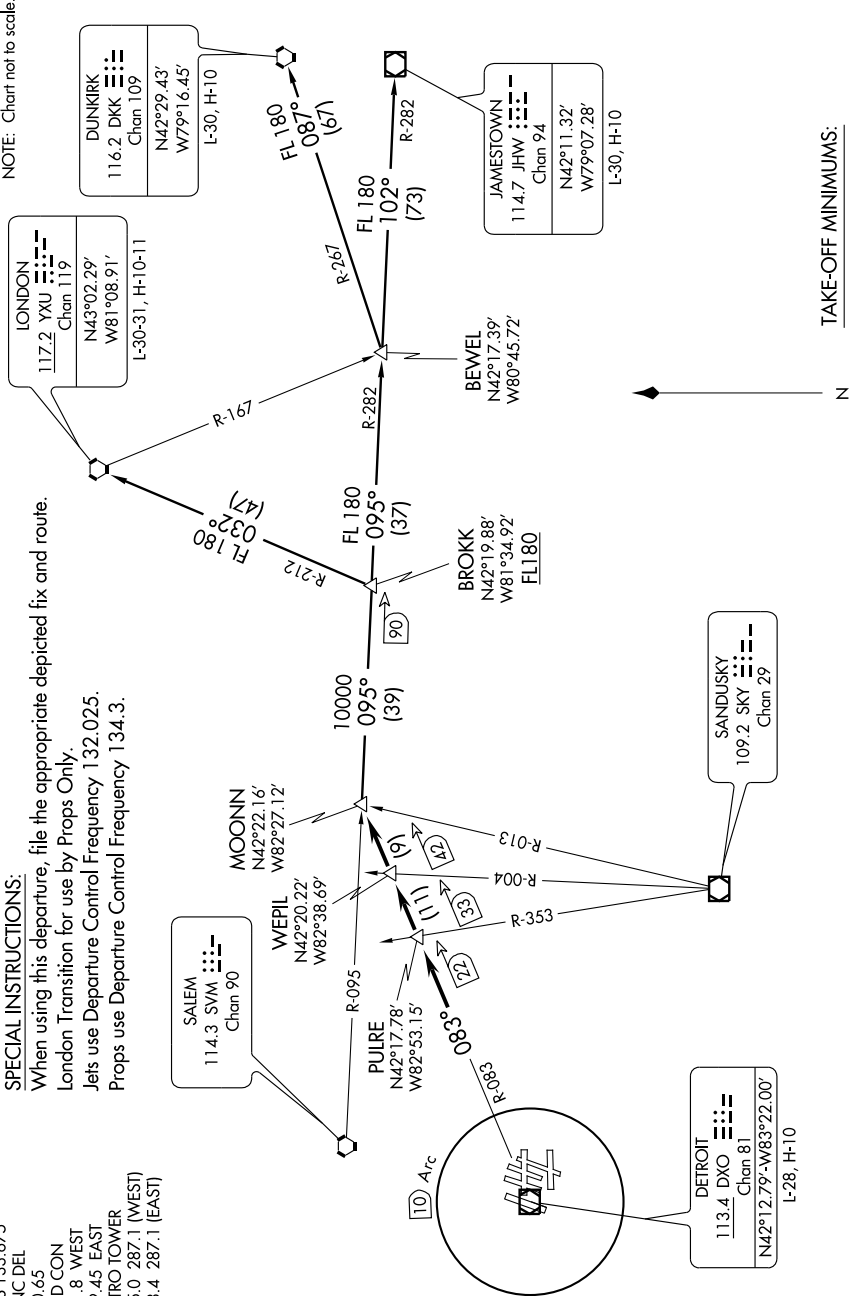 NOTE: Chart not to scale.
SPECIAL INSTRUCTIONS:
When using this departure, file the appropriate depicted fix and route.
London Transition for use by Props Only.
Jets use Departure Control Frequency 132.025.
Props use Departure Control Frequency 134.3.
NC DEL
D CON
WEST
EAST
TRO TOWER
287.1 (WEST)
287.1 (EAST)
LONDON
117.2 YXU
Chan 119
N43°02.29'
W81°08.91'
L-30-31, H-10-11
DUNKIRK
116.2 DKK
Chan 109
N42°29.43'
W79°16.45'
L-30, H-10
SALEM
114.3 SVM
Chan 90
JAMESTOWN
114.7 JHW
Chan 94
N42°11.32'
W79°07.28'
L-30, H-10
SANDUSKY
109.2 SKY
Chan 29
DETROIT
113.4 DXO
Chan 81
N42°12.79'-W83°22.00'
L-28, H-10
10 Arc
R-083
083°
PULRE
N42°17.78'
W82°53.15'
22
(11)
WEPIL
N42°20.22'
W82°38.69'
33
(9)
MOONN
N42°22.16'
W82°27.12'
42
R-095
R-353
R-004
R-013
10000
095°
(39)
90
BROKK
N42°19.88'
W81°34.92'
FL180
R-212
FL 180
032°
(47)
R-167
FL 180
095°
(37)
R-282
BEWEL
N42°17.39'
W80°45.72'
R-267
FL 180
087°
(67)
FL 180
102°
(73)
R-282
N
TAKE-OFF MINIMUMS: